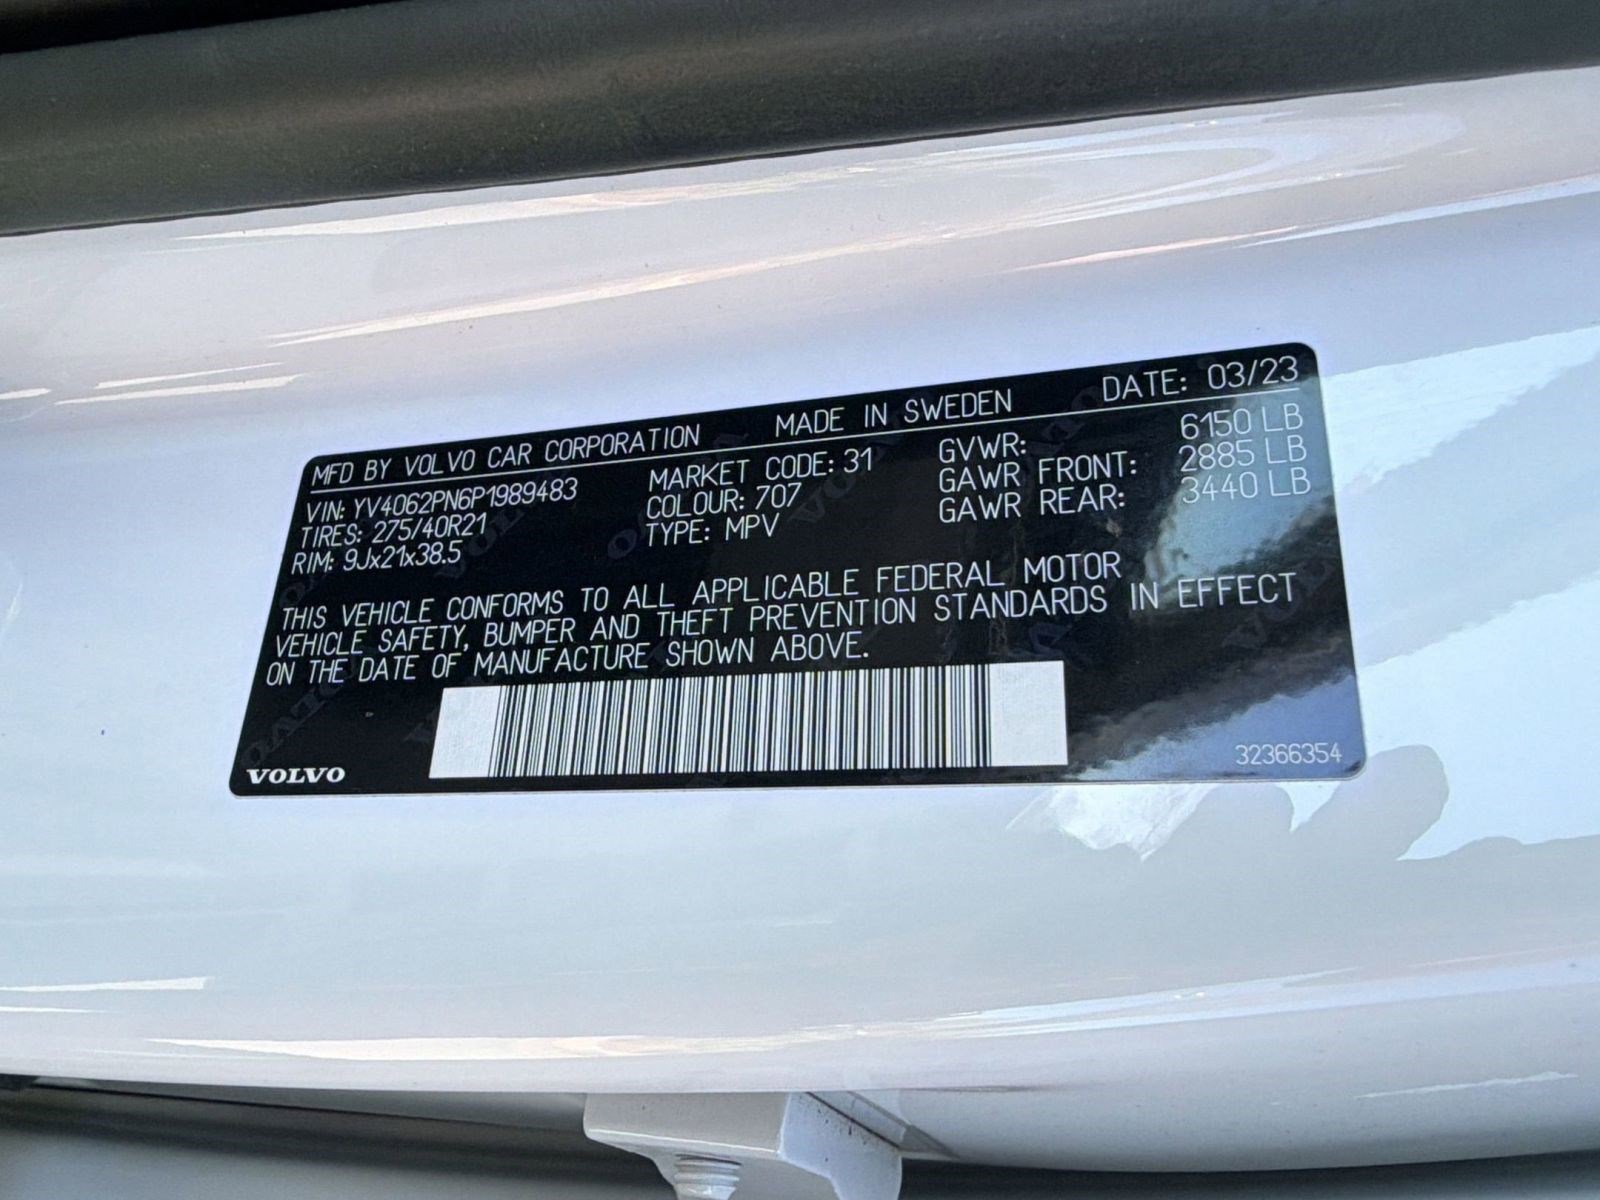 MFD BY VOLVO CAR CORPORATION MADE IN SWEDEN DATE: 03/23
VIN: YV4062PN6P1989483 MARKET CODE: 31 GVWR: 6150 LB
TIRES: 275/40R21 COLOUR: 707 GAWR FRONT: 2885 LB
RIM: 9Jx21x38.5 TYPE: MPV GAWR REAR: 3440 LB
THIS VEHICLE CONFORMS TO ALL APPLICABLE FEDERAL MOTOR
VEHICLE SAFETY, BUMPER AND THEFT PREVENTION STANDARDS IN EFFECT
ON THE DATE OF MANUFACTURE SHOWN ABOVE.
VOLVO 32366354